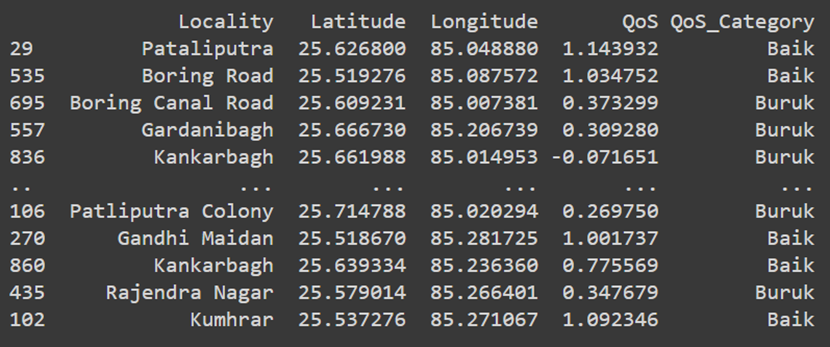 Locality Latitude Longitude QoS QoS_Category
29 Pataliputra 25.626800 85.048880 1.143932 Baik
535 Boring Road 25.519276 85.087572 1.034752 Baik
695 Boring Canal Road 25.609231 85.007381 0.373299 Buruk
557 Gardanibagh 25.666730 85.206739 0.309280 Buruk
836 Kankarbagh 25.661988 85.014953 -0.071651 Buruk
.. ... ... ... ... ...
106 Patliputra Colony 25.714788 85.020294 0.269750 Buruk
270 Gandhi Maidan 25.518670 85.281725 1.001737 Baik
860 Kankarbagh 25.639334 85.236360 0.775569 Baik
435 Rajendra Nagar 25.579014 85.266401 0.347679 Buruk
102 Kumhrar 25.537276 85.271067 1.092346 Baik